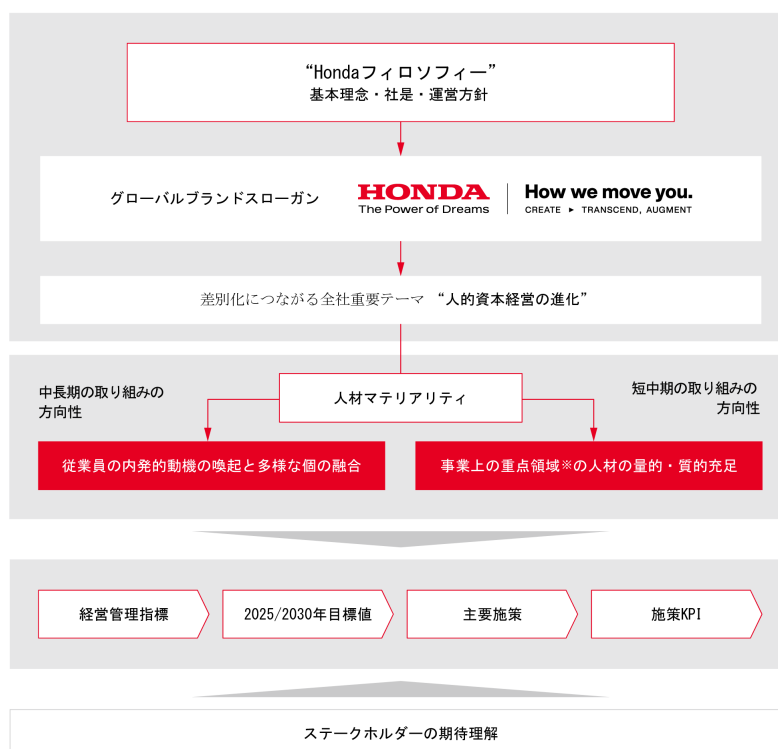 “Hondaフィロソフィー”
基本理念・社是・運営方針
グローバルブランドスローガン
HONDA
The Power of Dreams
How we move you.
CREATE ▶ TRANSCEND, AUGMENT
差別化につながる全社重要テーマ “人的資本経営の進化”
中長期の取り組みの
方向性
人材マテリアリティ
短中期の取り組みの
方向性
従業員の内発的動機の喚起と多様な個の融合
事業上の重点領域※の人材の量的・質的充足
経営管理指標
2025/2030年目標値
主要施策
施策KPI
ステークホルダーの期待理解